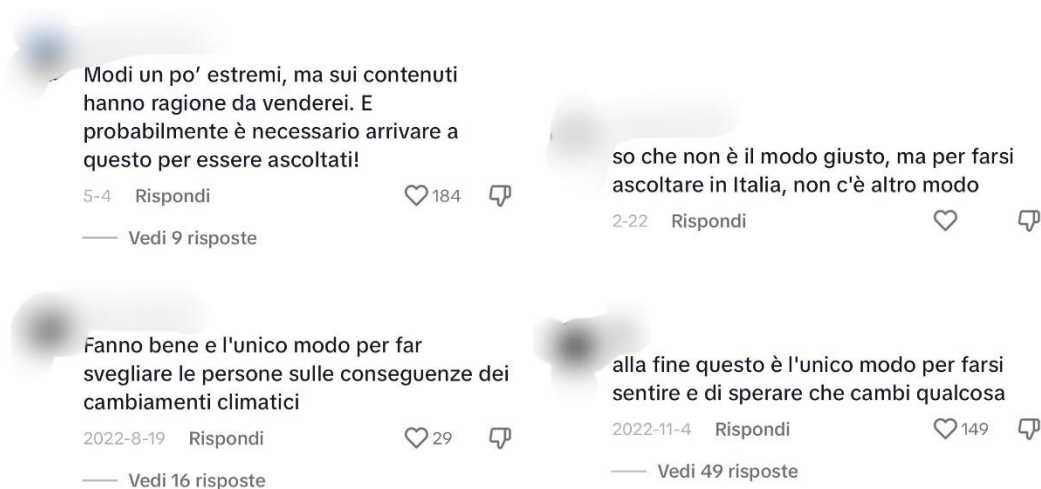 Modi un po' estremi, ma sui contenuti
hanno ragione da venderei. E
probabilmente è necessario arrivare a
questo per essere ascoltati!
5-4 Rispondi 184
Vedi 9 risposte
so che non è il modo giusto, ma per farsi
ascoltare in Italia, non c'è altro modo
2-22 Rispondi
Fanno bene e l'unico modo per far
svegliare le persone sulle conseguenze dei
cambiamenti climatici
2022-8-19 Rispondi 29
Vedi 16 risposte
alla fine questo è l'unico modo per farsi
sentire e di sperare che cambi qualcosa
2022-11-4 Rispondi 149
Vedi 49 risposte